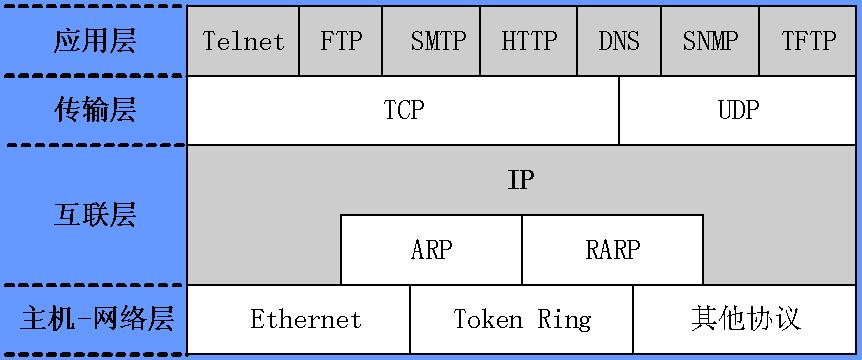 应用层 Telnet FTP SMTP HTTP DNS SNMP TFTP
传输层 TCP UDP
IP
互联层
ARP RARP
主机-网络层 Ethernet Token Ring 其他协议